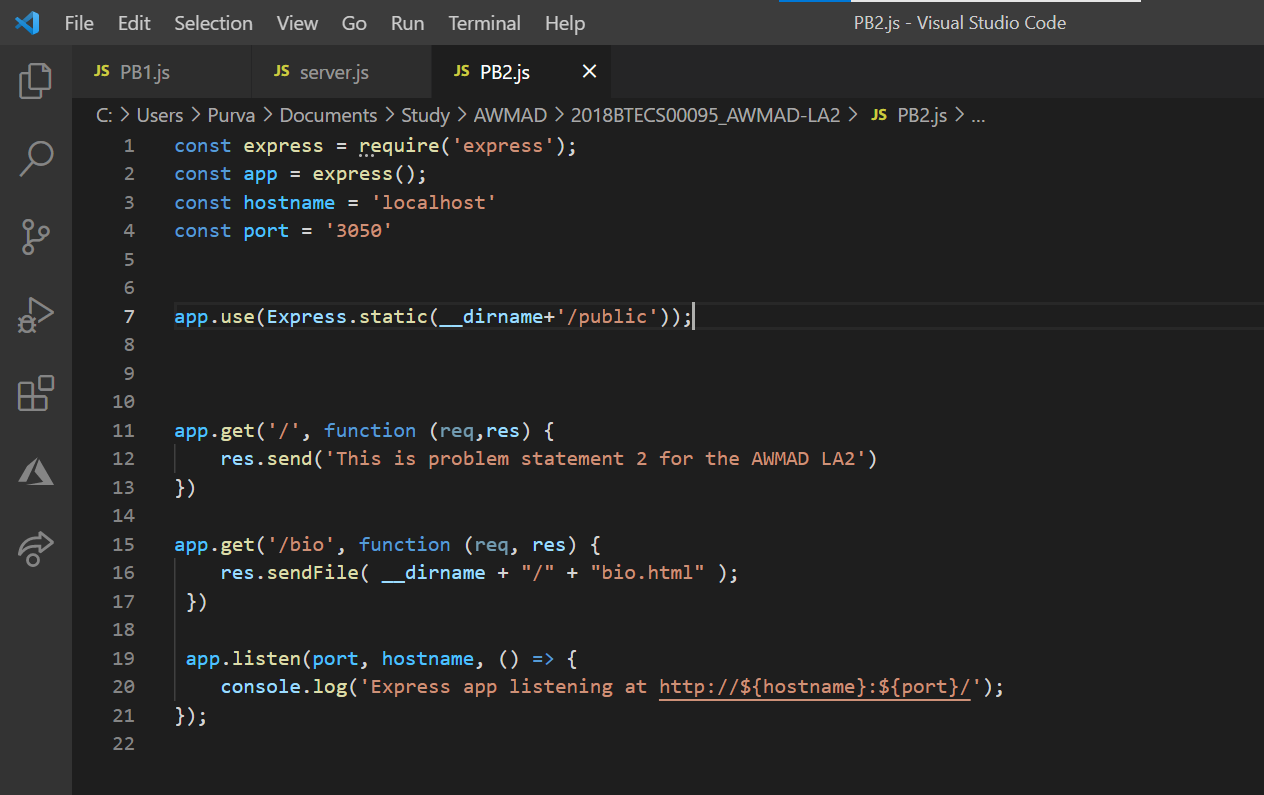 File Edit Selection View Go Run Terminal Help PB2.js - Visual Studio Code
JS PB1.js JS server.js JS PB2.js ×
C: > Users > Purva > Documents > Study > AWMAD > 2018BTECS00095_AWMAD-LA2 > JS PB2.js > ...
1 const express = require('express');
2 const app = express();
3 const hostname = 'localhost'
4 const port = '3050'
5
6
7 app.use(Express.static(__dirname+'/public'));
8
9
10
11 app.get('/', function (req,res) {
12     res.send('This is problem statement 2 for the AWMAD LA2')
13 })
14
15 app.get('/bio', function (req, res) {
16     res.sendFile( __dirname + "/" + "bio.html" );
17  })
18
19  app.listen(port, hostname, () => {
20     console.log('Express app listening at http://${hostname}:${port}/');
21 });
22